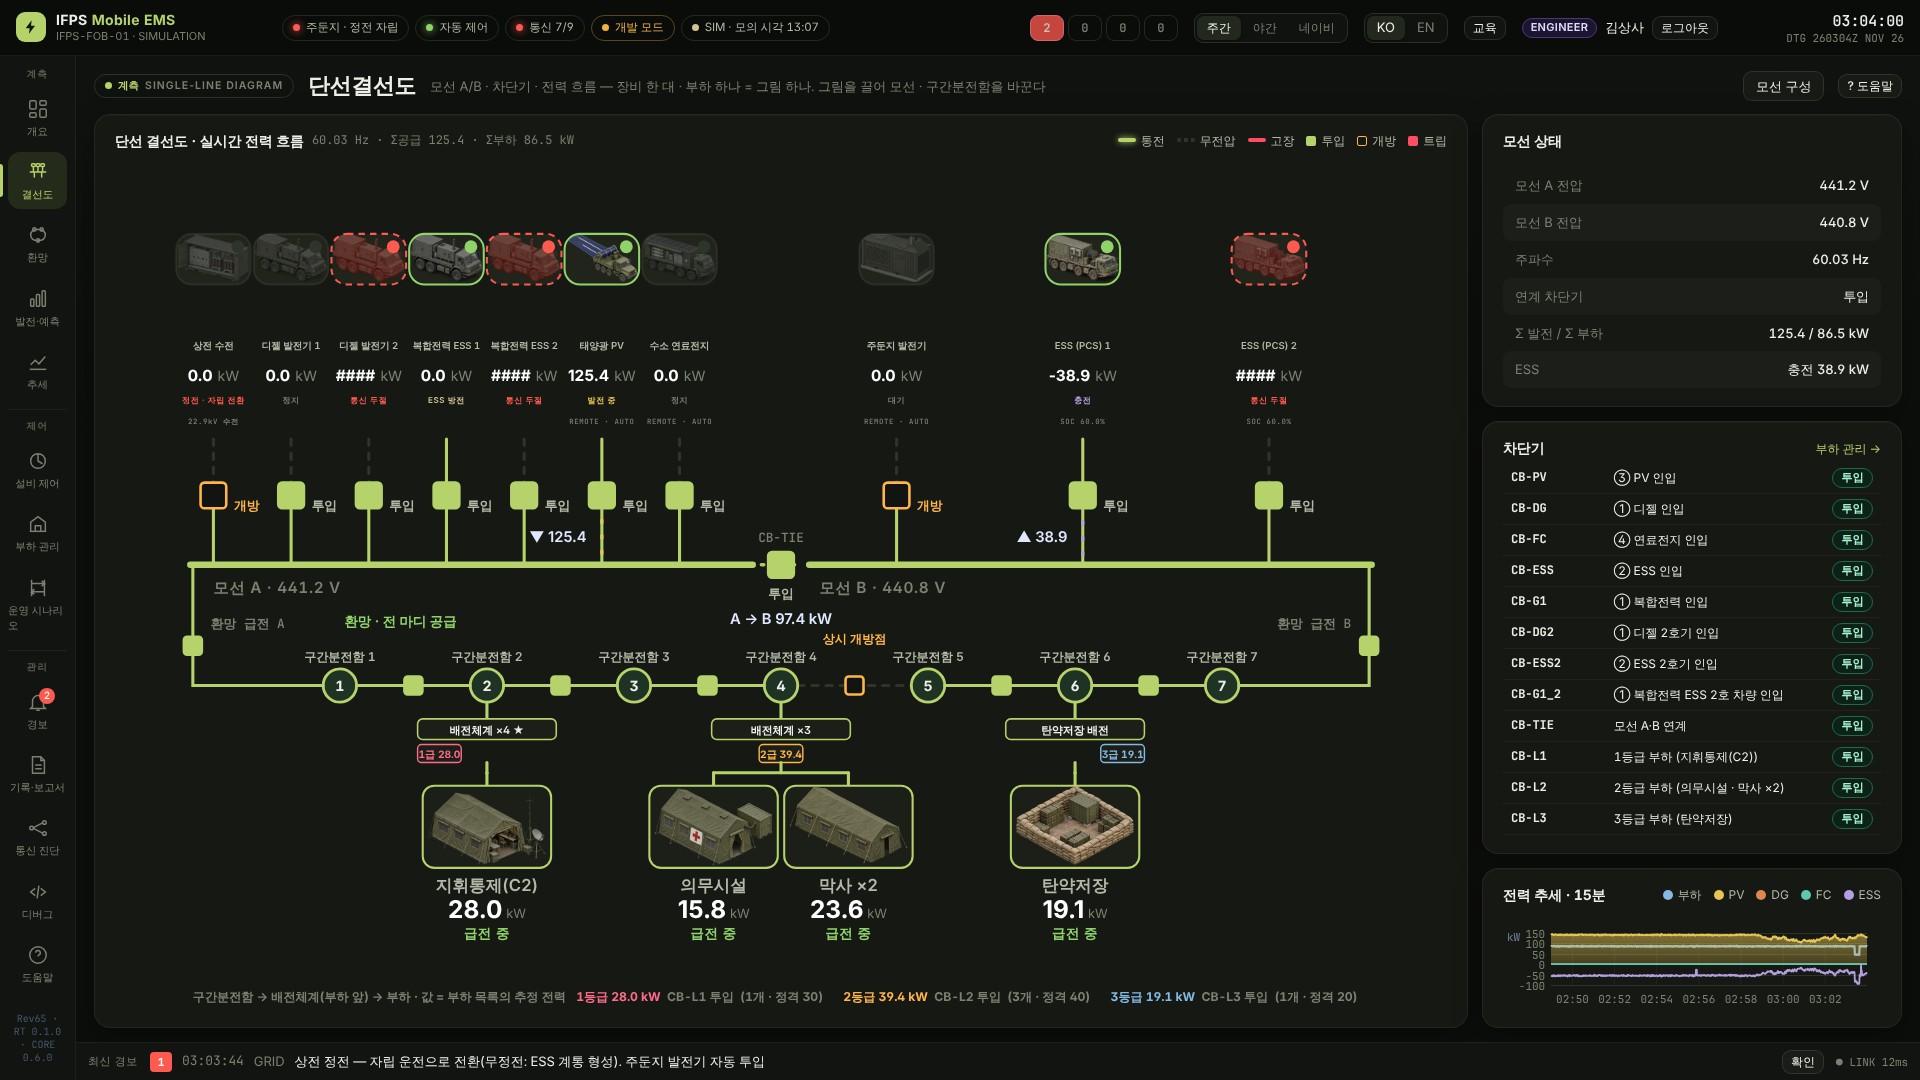 IFPS Mobile EMS
IFPS-FOB-01 · SIMULATION
주둔지 · 정전 자립
자동 제어
통신 7/9
개발 모드
SIM · 모의 시각 13:07
2 0 0 0
주간 야간 네이비
KO EN
교육
ENGINEER 김상사 로그아웃
03:04:00
DTG 260304Z NOV 26
계측
개요
결선도
환망
발전·예측
추세
제어
설비 제어
부하 관리
운영 시나리오
관리
2
경보
기록·보고서
통신 진단
디버그
도움말
Rev65 · RT 0.1.0 · CORE 0.6.0
계측 SINGLE-LINE DIAGRAM
단선결선도
모선 A/B · 차단기 · 전력 흐름 — 장비 한 대 · 부하 하나 = 그림 하나. 그림을 끌어 모선 · 구간분전함을 바꾼다
모선 구성
? 도움말
단선 결선도 · 실시간 전력 흐름 60.03 Hz · Σ공급 125.4 · Σ부하 86.5 kW
통전 무전압 고장 투입 개방 트립
상전 수전 디젤 발전기 1 디젤 발전기 2 복합전력 ESS 1 복합전력 ESS 2 태양광 PV 수소 연료전지 주둔지 발전기 ESS (PCS) 1 ESS (PCS) 2
0.0 kW 0.0 kW #### kW 0.0 kW #### kW 125.4 kW 0.0 kW 0.0 kW -38.9 kW #### kW
정전 · 자립 전환 정지 통신 두절 ESS 방전 통신 두절 발전 중 정지 대기 충전 통신 두절
22.9kV 수전 REMOTE · AUTO REMOTE · AUTO REMOTE · AUTO SOC 60.0% SOC 60.0%
개방 투입 투입 투입 투입 투입 투입 개방 투입 투입
▼ 125.4 CB-TIE ▲ 38.9
모선 A · 441.2 V 투입 모선 B · 440.8 V
환망 급전 A 환망 · 전 마디 공급 A → B 97.4 kW 환망 급전 B
상시 개방점
구간분전함 1 구간분전함 2 구간분전함 3 구간분전함 4 구간분전함 5 구간분전함 6 구간분전함 7
1 2 3 4 5 6 7
배전체계 ×4 ★ 배전체계 ×3 탄약저장 배전
1급 28.0 2급 39.4 3급 19.1
지휘통제(C2) 의무시설 막사 ×2 탄약저장
28.0 kW 15.8 kW 23.6 kW 19.1 kW
급전 중 급전 중 급전 중 급전 중
구간분전함 → 배전체계(부하 앞) → 부하 · 값 = 부하 목록의 추정 전력 1등급 28.0 kW CB-L1 투입 (1개 · 정격 30) 2등급 39.4 kW CB-L2 투입 (3개 · 정격 40) 3등급 19.1 kW CB-L3 투입 (1개 · 정격 20)
모선 상태
모선 A 전압 441.2 V
모선 B 전압 440.8 V
주파수 60.03 Hz
연계 차단기 투입
Σ 발전 / Σ 부하 125.4 / 86.5 kW
ESS 충전 38.9 kW
차단기 부하 관리 →
CB-PV ③ PV 인입 투입
CB-DG ① 디젤 인입 투입
CB-FC ④ 연료전지 인입 투입
CB-ESS ② ESS 인입 투입
CB-G1 ① 복합전력 인입 투입
CB-DG2 ① 디젤 2호기 인입 투입
CB-ESS2 ② ESS 2호기 인입 투입
CB-G1_2 ① 복합전력 ESS 2호 차량 인입 투입
CB-TIE 모선 A·B 연계 투입
CB-L1 1등급 부하 (지휘통제(C2)) 투입
CB-L2 2등급 부하 (의무시설 · 막사 ×2) 투입
CB-L3 3등급 부하 (탄약저장) 투입
전력 추세 · 15분 부하 PV DG FC ESS
kW 150
100
50
0
-50
-100
02:50 02:52 02:54 02:56 02:58 03:00 03:02
최신 경보 1 03:03:44 GRID 상전 정전 — 자립 운전으로 전환(무정전: ESS 계통 형성). 주둔지 발전기 자동 투입
확인 LINK 12ms